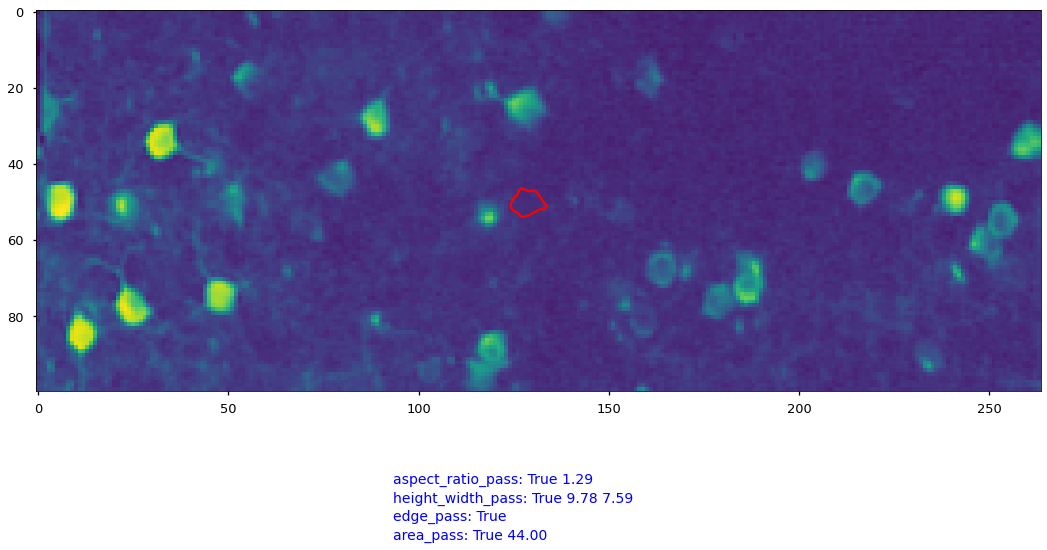 0
20
40
60
80
0 50 100 150 200 250
aspect_ratio_pass: True 1.29
height_width_pass: True 9.78 7.59
edge_pass: True
area_pass: True 44.00